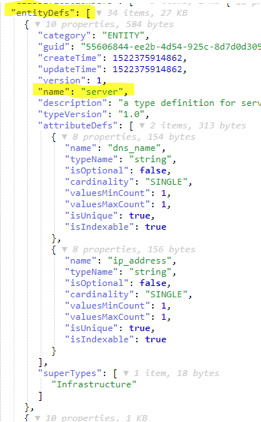 "entityDefs": [ ▼ 34 items, 27 KB
{ ▼ 10 properties, 584 bytes
"category": "ENTITY",
"guid": "55606844-ee2b-4d54-925c-8d7d0d305
"createTime": 1522375914862,
"updateTime": 1522375914862,
"version": 1,
"name": "server",
"description": "a type definition for serv
"typeVersion": "1.0",
"attributeDefs": [ ▼ 2 items, 313 bytes
{ ▼ 8 properties, 154 bytes
"name": "dns_name",
"typeName": "string",
"isOptional": false,
"cardinality": "SINGLE",
"valuesMinCount": 1,
"valuesMaxCount": 1,
"isUnique": true,
"isIndexable": true
},
{ ▼ 8 properties, 156 bytes
"name": "ip_address",
"typeName": "string",
"isOptional": false,
"cardinality": "SINGLE",
"valuesMinCount": 1,
"valuesMaxCount": 1,
"isUnique": true,
"isIndexable": true
}
],
"superTypes": [ ▼ 1 item, 18 bytes
"Infrastructure"
]
},
{ ▼ 10 properties, 1 KB